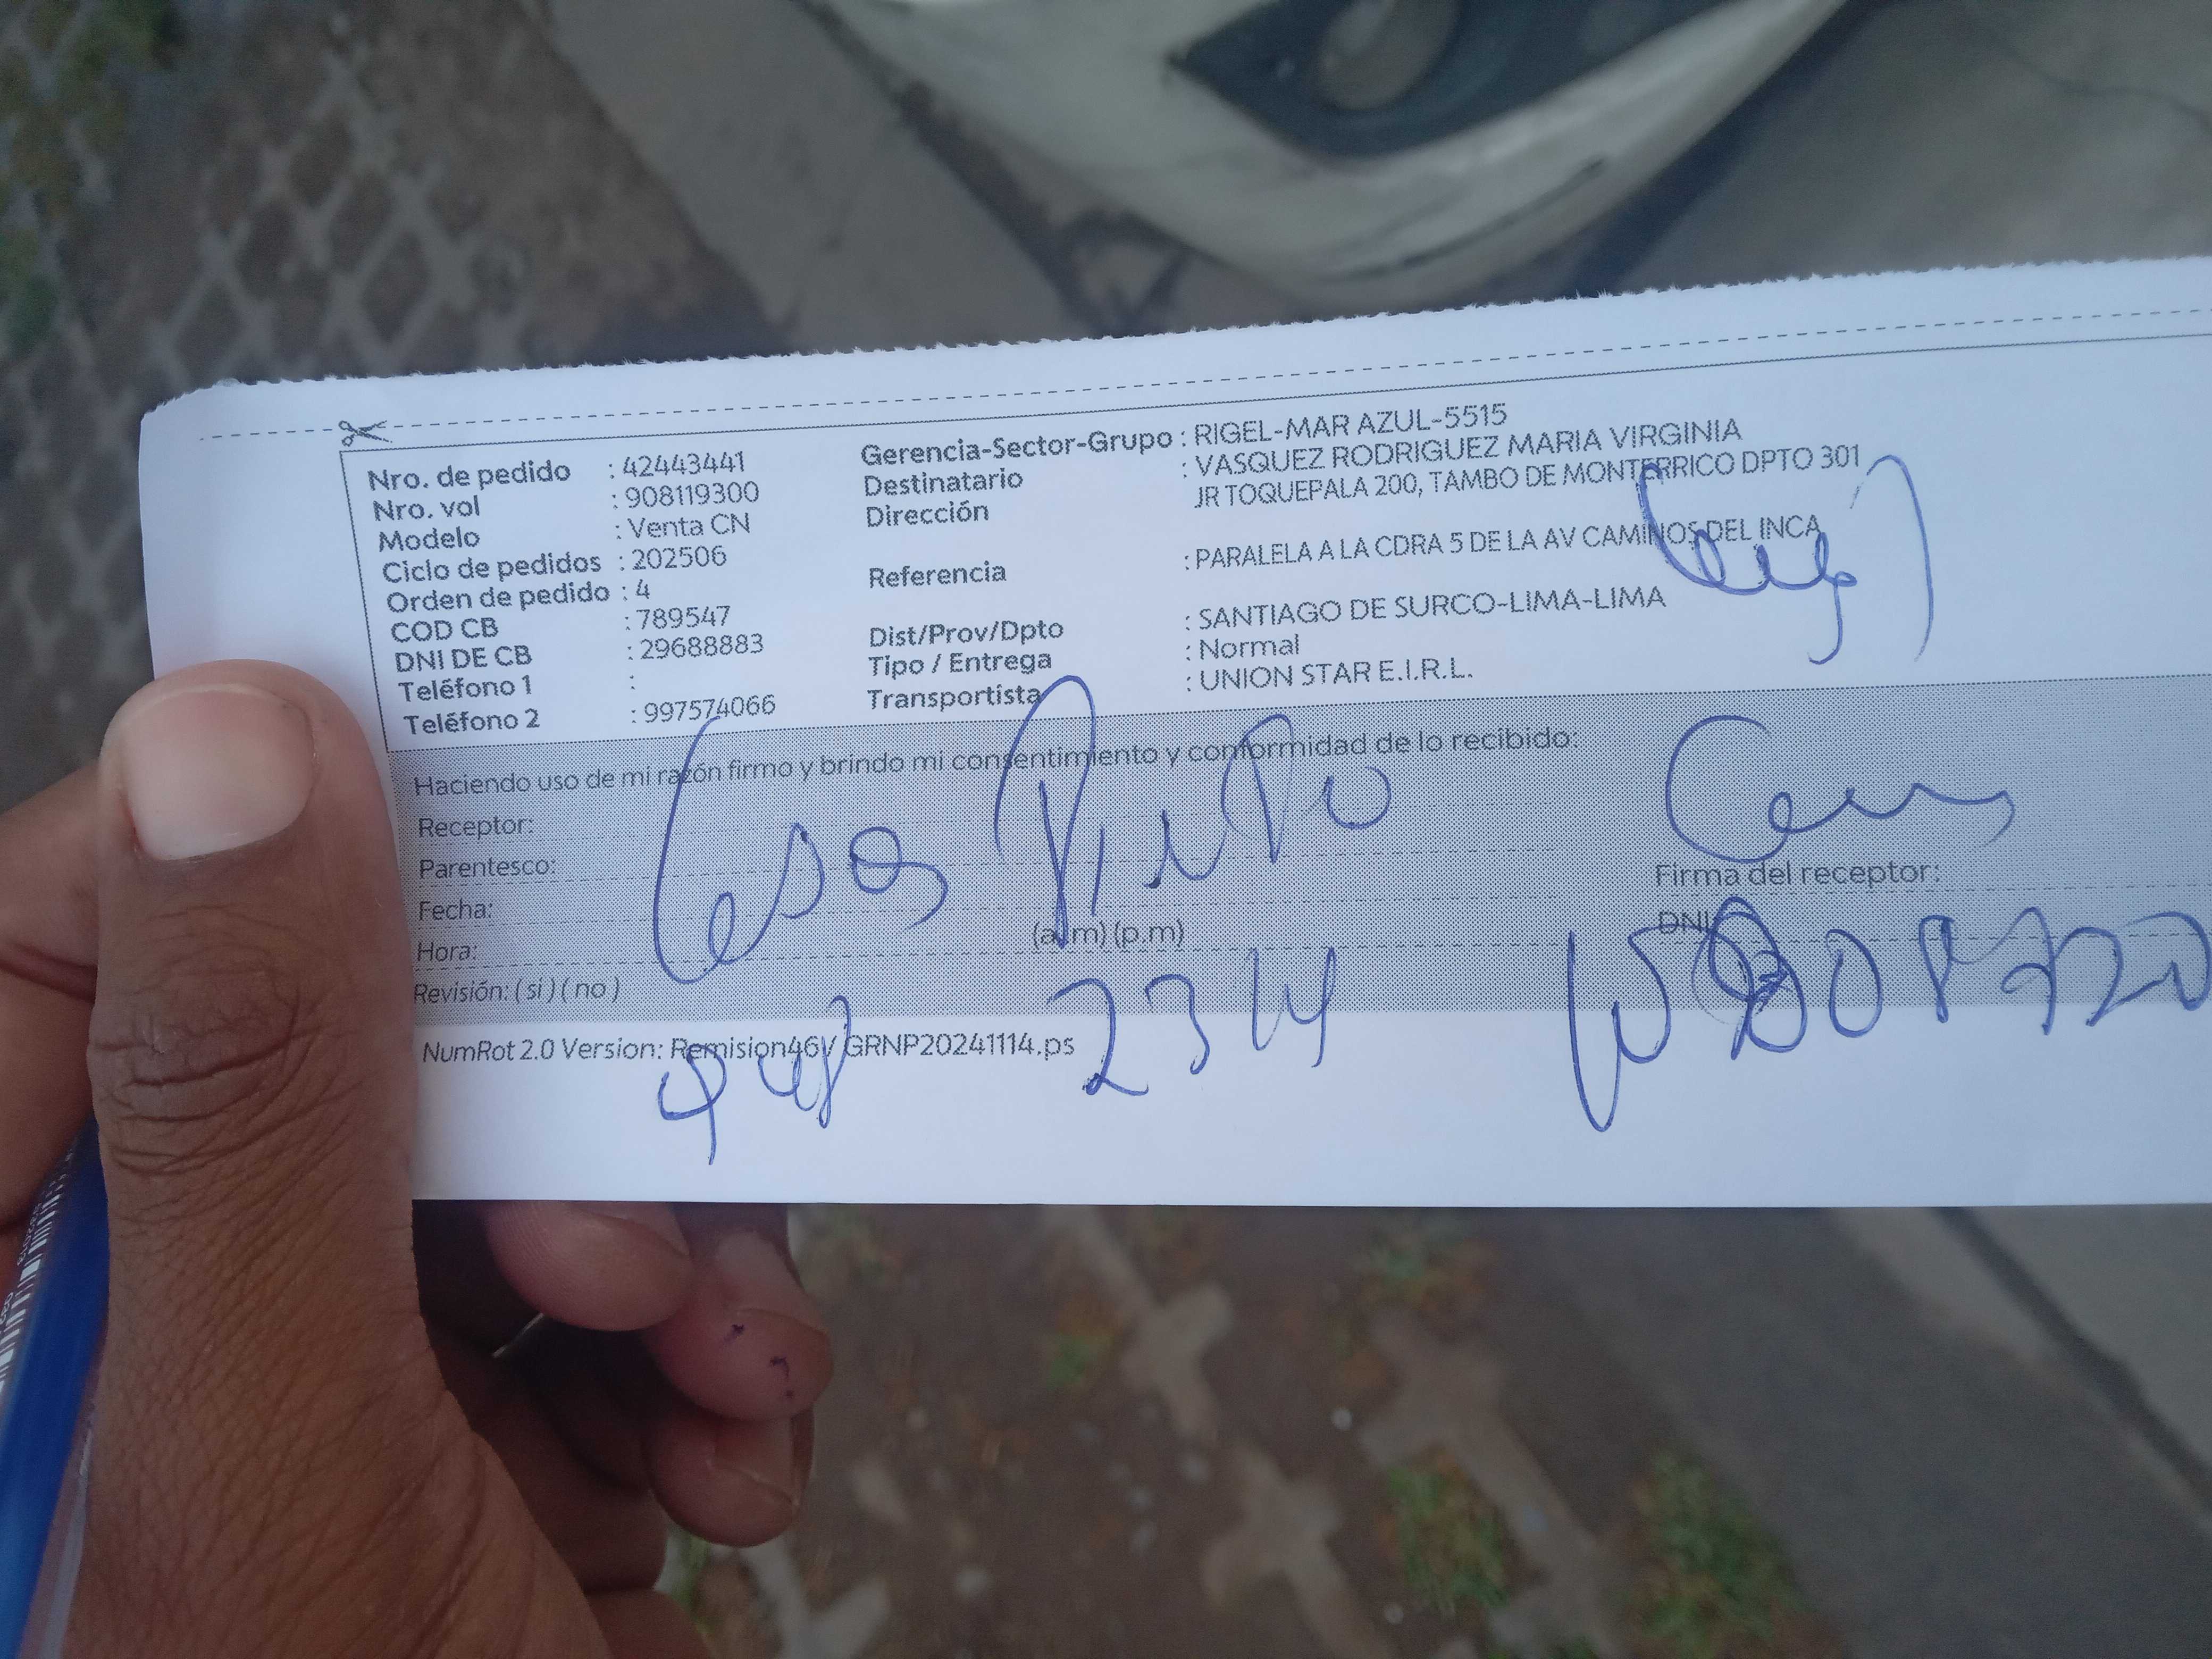 Nro. de pedido : 42443441
Nro. vol : 908119300
Modelo : Venta CN
Ciclo de pedidos : 202506
Orden de pedido : 4
COD CB : 789547
DNI DE CB : 29688883
Teléfono 1 :
Teléfono 2 : 997574066
Gerencia-Sector-Grupo : RIGEL-MAR AZUL-5515
Destinatario : VASQUEZ RODRIGUEZ MARIA VIRGINIA
Dirección JR TOQUEPALA 200, TAMBO DE MONTERRICO DPTO 301
Referencia : PARALELA A LA CDRA 5 DE LA AV CAMINOS DEL INCA
Dist/Prov/Dpto : SANTIAGO DE SURCO-LIMA-LIMA
Tipo / Entrega : Normal
Transportista : UNION STAR E.I.R.L.
Haciendo uso de mi razón firmo y brindo mi consentimiento y conformidad de lo recibido:
Receptor:
Parentesco:
Fecha:
Hora: (a.m) (p.m)
Revisión: ( si ) ( no )
Firma del receptor:
DNI
2314
NumRot 2.0 Version: Remision46V GRNP20241114.ps